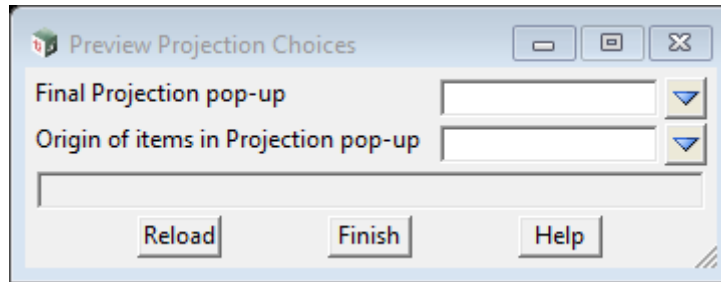 Preview Projection Choices
Final Projection pop-up
Origin of items in Projection pop-up
Reload Finish Help